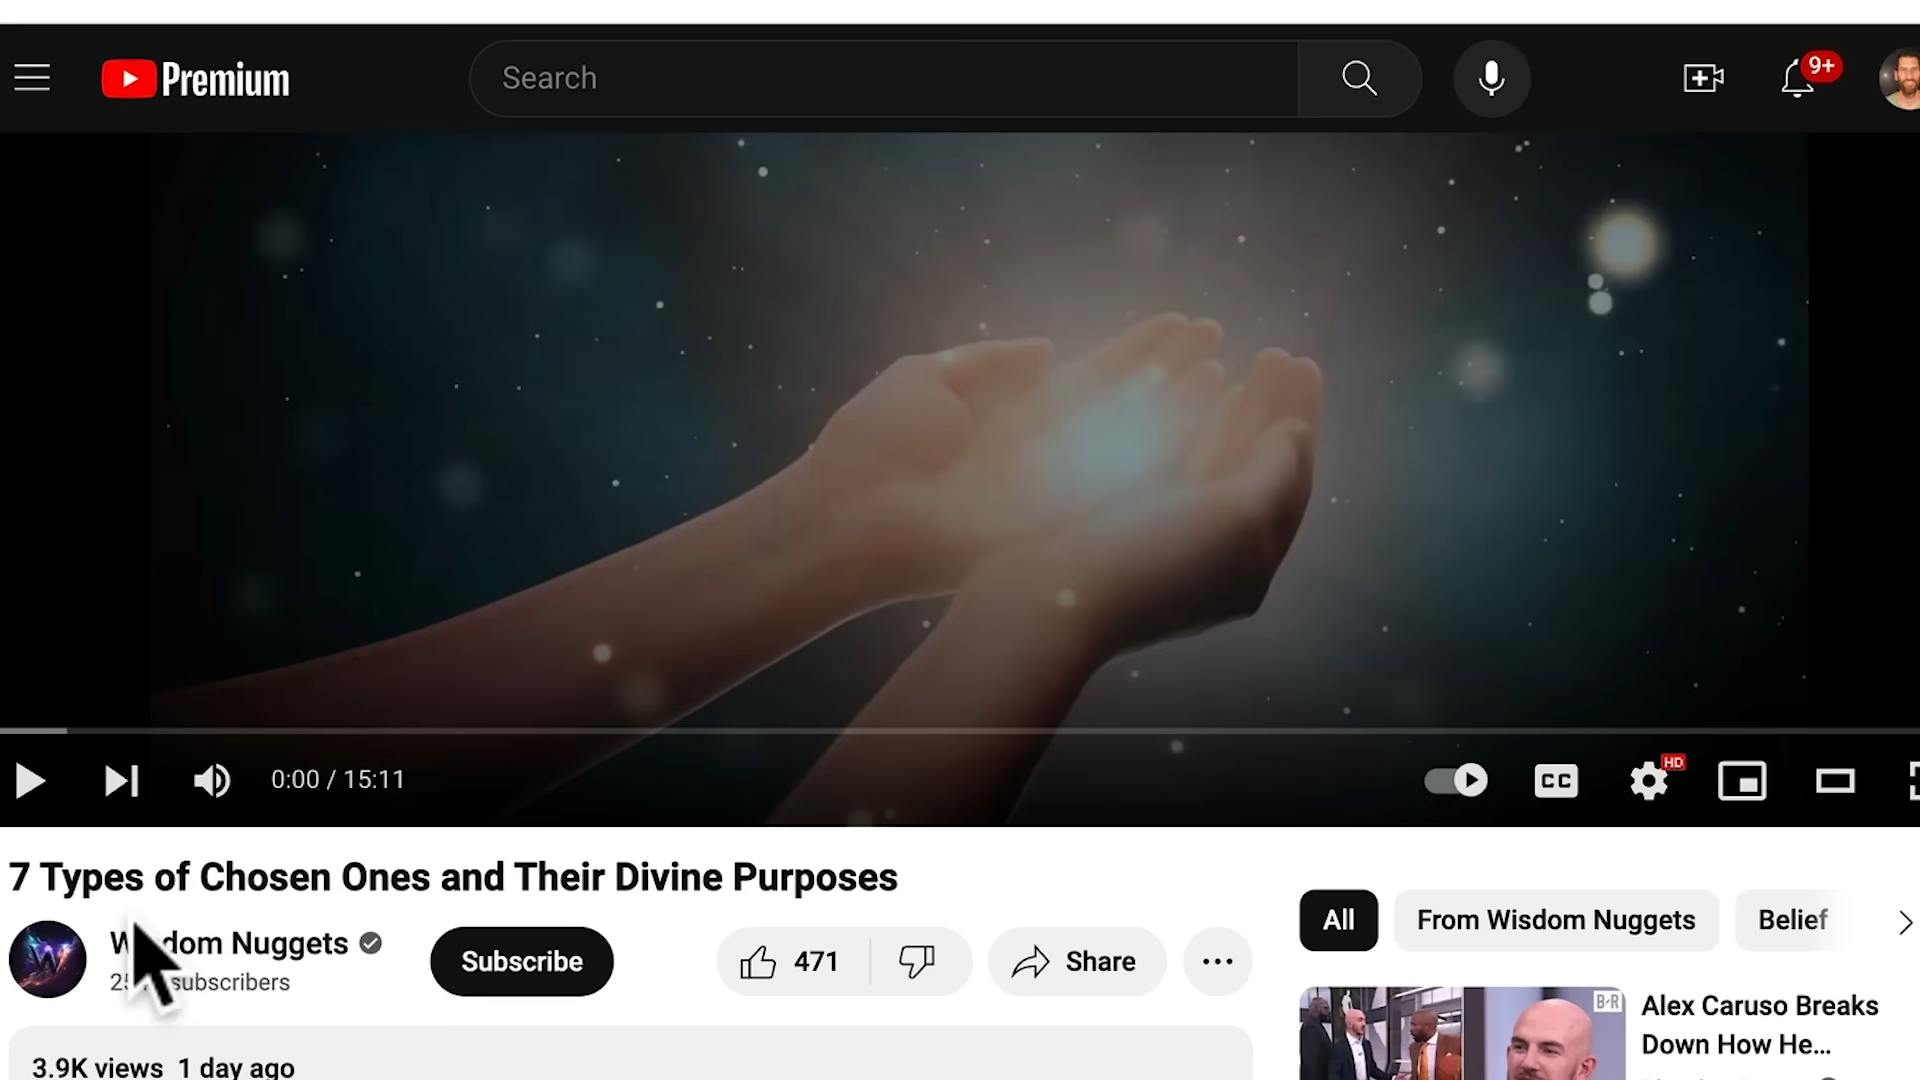 Premium
Search
9+
0:00 / 15:11
CC
HD
7 Types of Chosen Ones and Their Divine Purposes
Nuggets
subscribers
Subscribe
471
Share
All
From Wisdom Nuggets
Belief
3.9K views 1 day ago
B/R
Alex Caruso Breaks
Down How He...